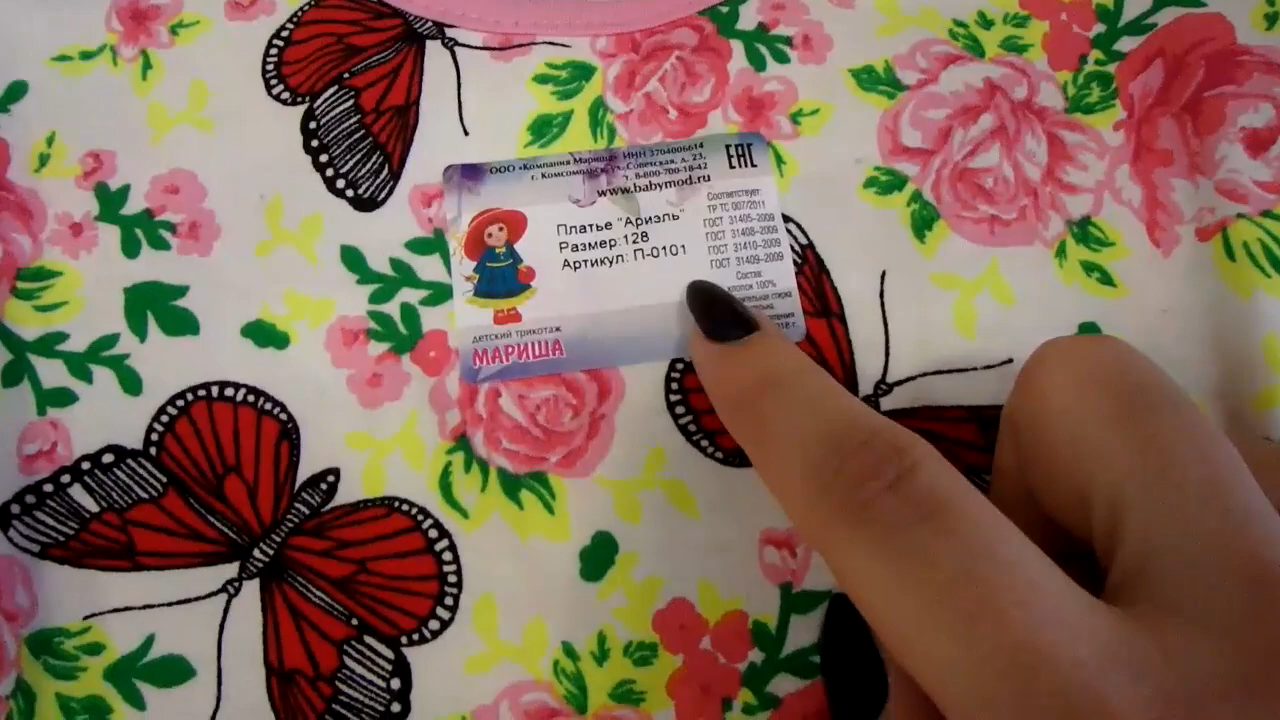 ООО «Компания Мариша» ИНН 3704006614
г. Комсомольск ул. Советская, д. 23,
т. 8-800-700-18-42
www.babymod.ru
ЕАС
Платье "Ариэль"
Размер:128
Артикул: П-0101
Соответствует:
ТР ТС 007/2011
ГОСТ 31405-2009
ГОСТ 31408-2009
ГОСТ 31410-2009
ГОСТ 31409-2009
Состав:
хлопок 100%
стирка
детский трикотаж
МАРИША